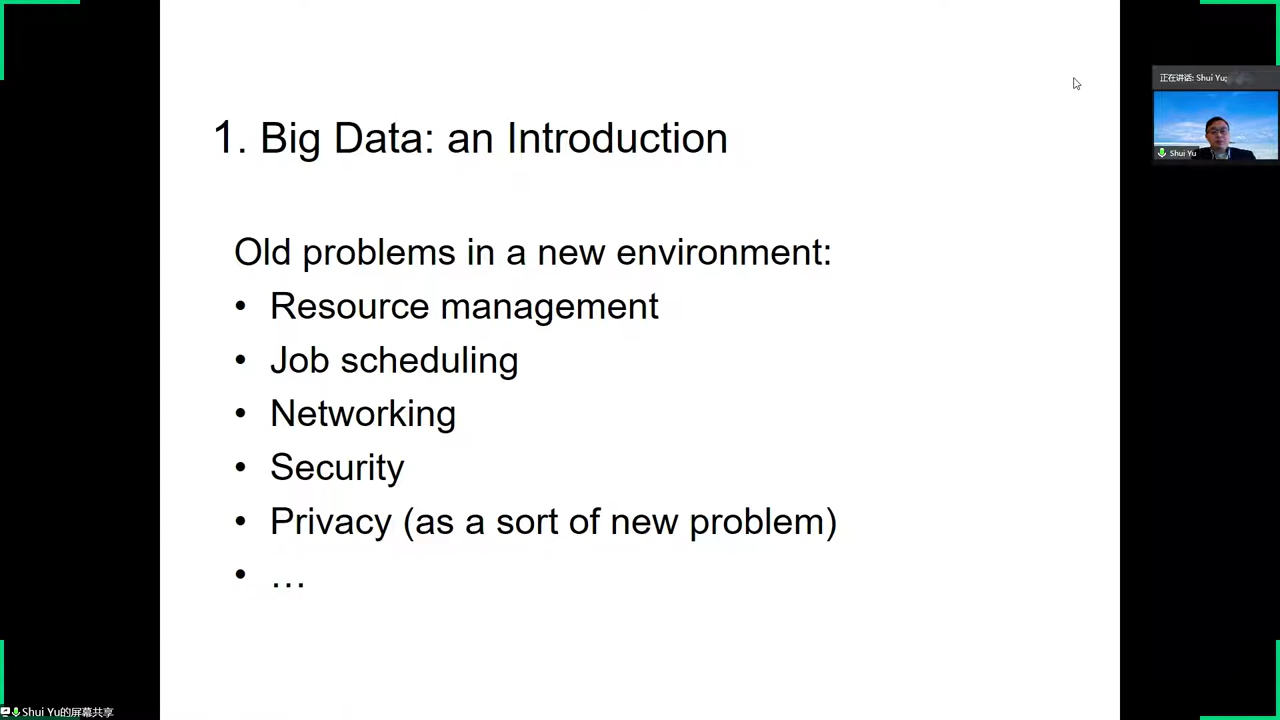 1. Big Data: an Introduction
Old problems in a new environment:
• Resource management
• Job scheduling
• Networking
• Security
• Privacy (as a sort of new problem)
• …
正在讲话: Shui Yu;
Shui Yu
Shui Yu的屏幕共享